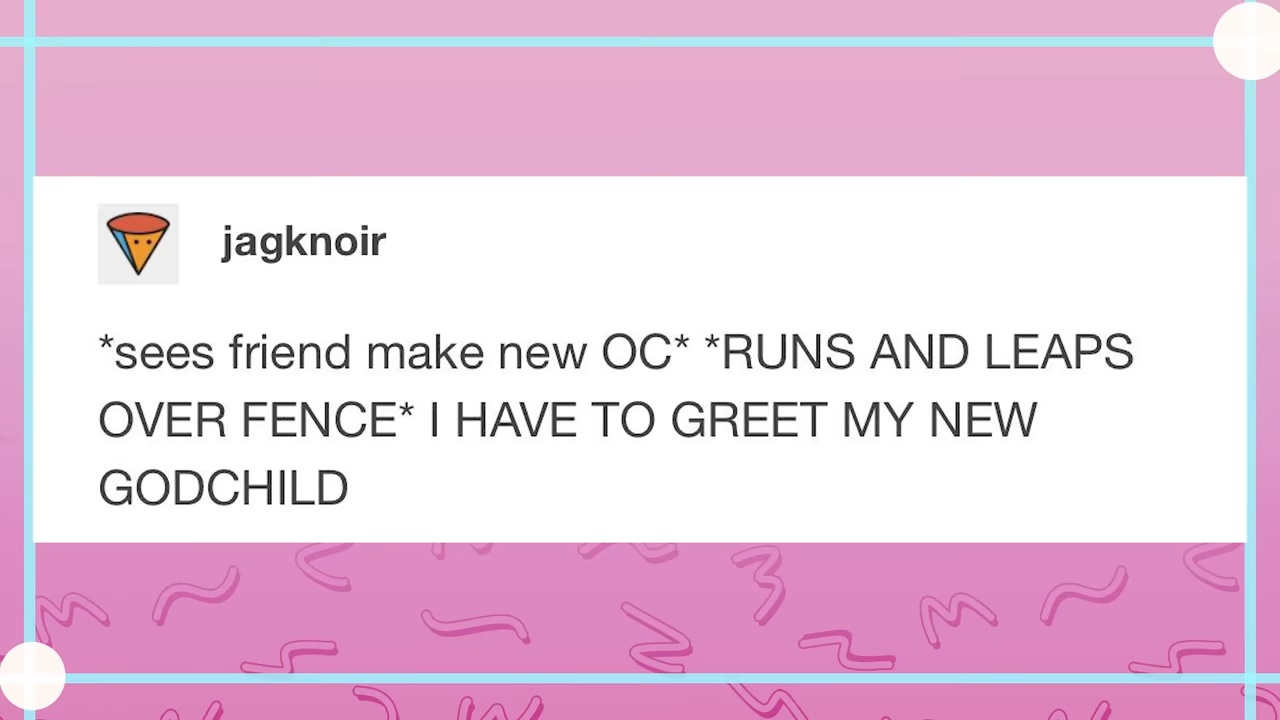 jagknoir
*sees friend make new OC* *RUNS AND LEAPS
OVER FENCE* I HAVE TO GREET MY NEW
GODCHILD